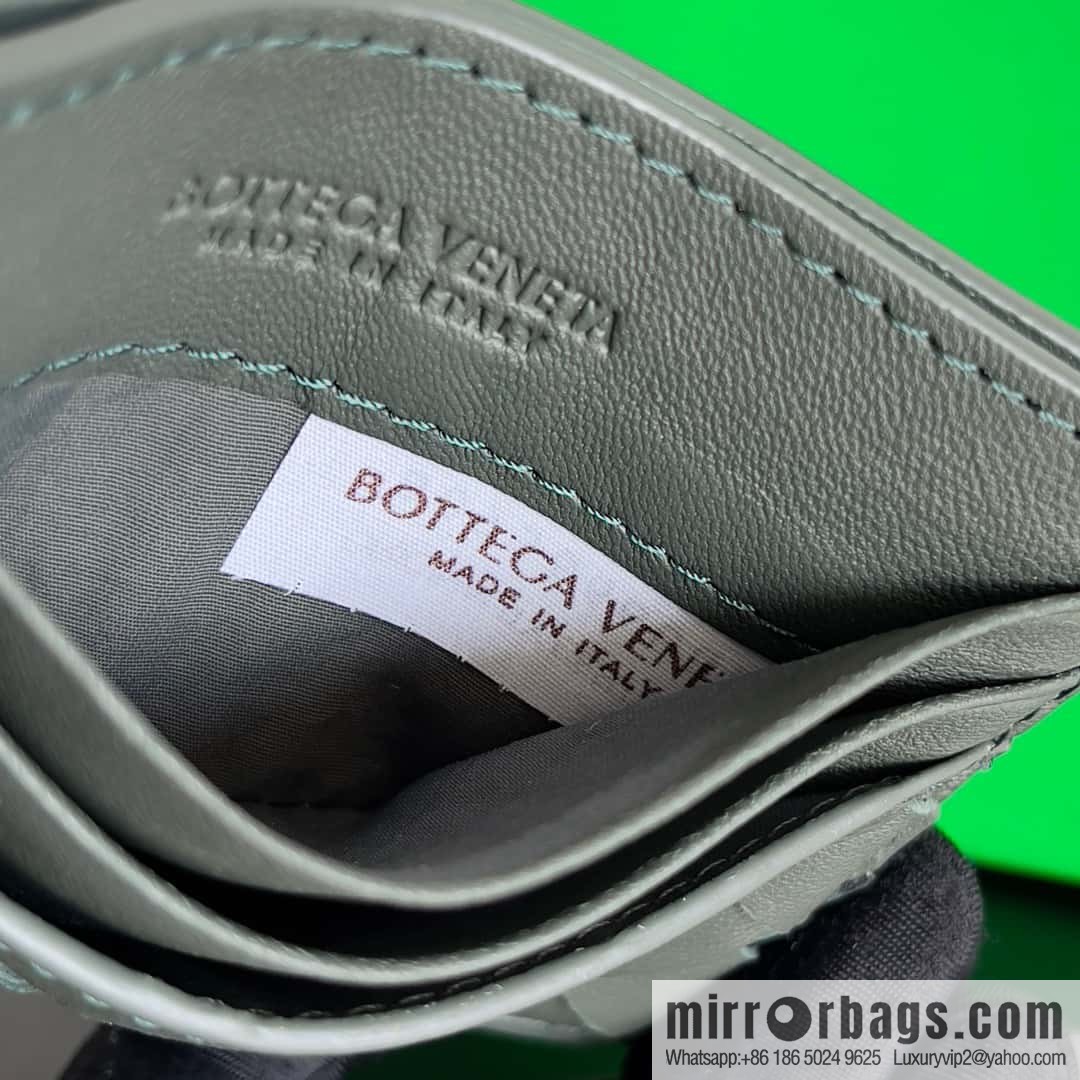 BOTTEGA VENETA
MADE IN ITALY
BOTTEGA VENE
MADE IN ITALY
mirrorbags.com
Whatsapp:+86 186 5024 9625 Luxuryvip2@yahoo.com